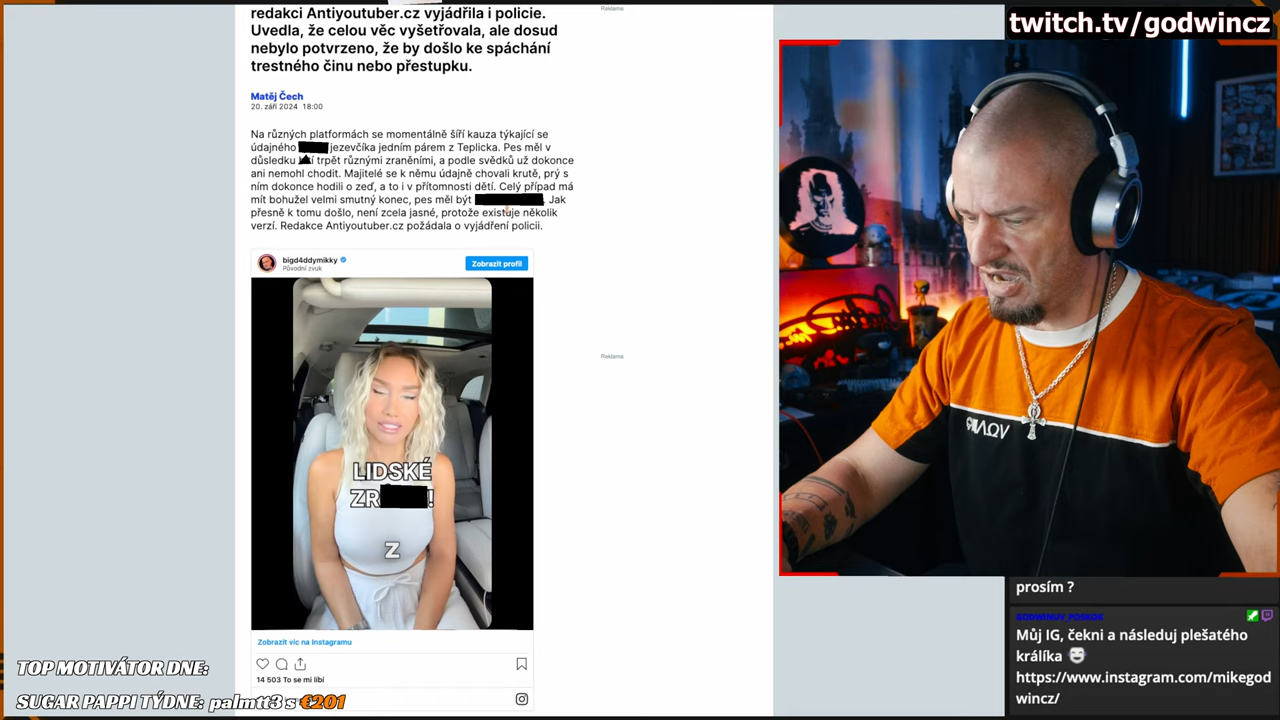 redakci Antiyoutuber.cz vyjádřila i policie.
Uvedla, že celou věc vyšetřovala, ale dosud
nebylo potvrzeno, že by došlo ke spáchání
trestného činu nebo přestupku.
Matěj Čech
20. září 2024 18:00
Na různých platformách se momentálně šíří kauza týkající se
údajného jezevčíka jedním párem z Teplicka. Pes měl v
důsledku trpět různými zraněními, a podle svědků už dokonce
ani nemohl chodit. Majitelé se k němu údajně chovali krutě, prý s
ním dokonce hodili o zeď, a to i v přítomnosti dětí. Celý případ má
mít bohužel velmi smutný konec, pes měl být . Jak
přesně k tomu došlo, není zcela jasné, protože existuje několik
verzí. Redakce Antiyoutuber.cz požádala o vyjádření policii.
bigd4ddymikky
Původní zvuk
Zobrazit profil
LIDSKÉ
ZR !
Z
Zobrazit víc na Instagramu
14 503 To se mi líbí
Reklama
Reklama
twitch.tv/godwincz
prosím ?
GODWINUV_POSKOK
Můj IG, čekni a následuj plešatého
králíka
https://www.instagram.com/mikegod
wincz/
TOP MOTIVÁTOR DNE:
SUGAR PAPPI TÝDNE: palmtt3 s €201